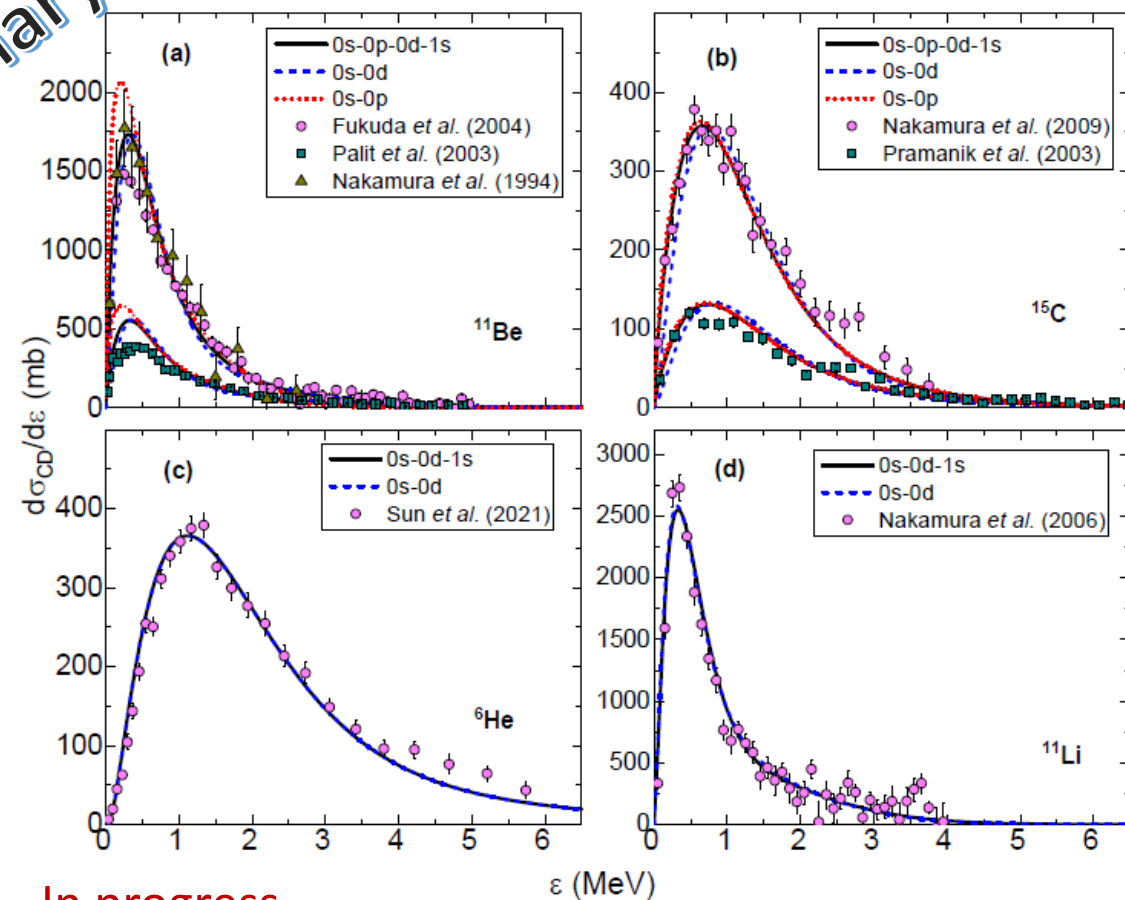 nary
(a)
0s-0p-0d-1s
0s-0d
0s-0p
Fukuda et al. (2004)
Palit et al. (2003)
Nakamura et al. (1994)
¹¹Be
2000
1500
1000
500
0
(b)
0s-0p-0d-1s
0s-0d
0s-0p
Nakamura et al. (2009)
Pramanik et al. (2003)
¹⁵C
400
300
200
100
0
dσCD/dε (mb)
(c)
0s-0d-1s
0s-0d
Sun et al. (2021)
⁶He
400
300
200
100
0
0 1 2 3 4 5 6
(d)
0s-0d-1s
0s-0d
Nakamura et al. (2006)
¹¹Li
3000
2500
2000
1500
1000
500
0
0 1 2 3 4 5 6
ε (MeV)
In progress